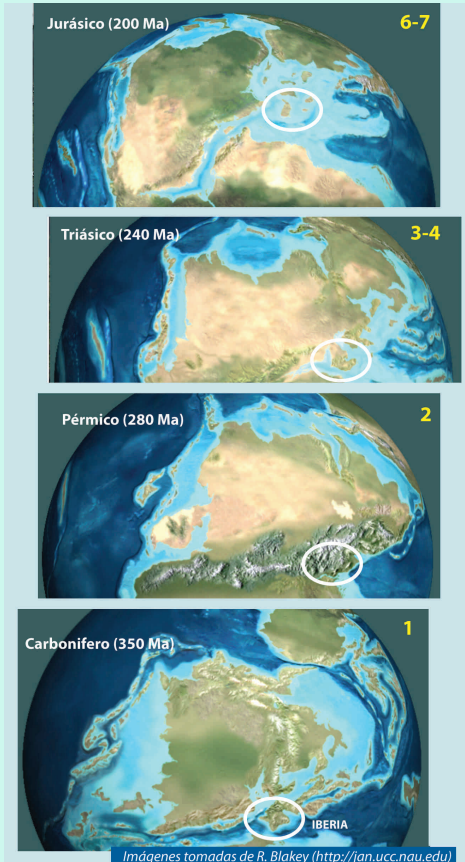 Jurásico (200 Ma) 6-7
Triásico (240 Ma) 3-4
Pérmico (280 Ma) 2
Carbonifero (350 Ma) 1
IBERIA
Imágenes tomadas de R. Blakey (http://jan.ucc.nau.edu)